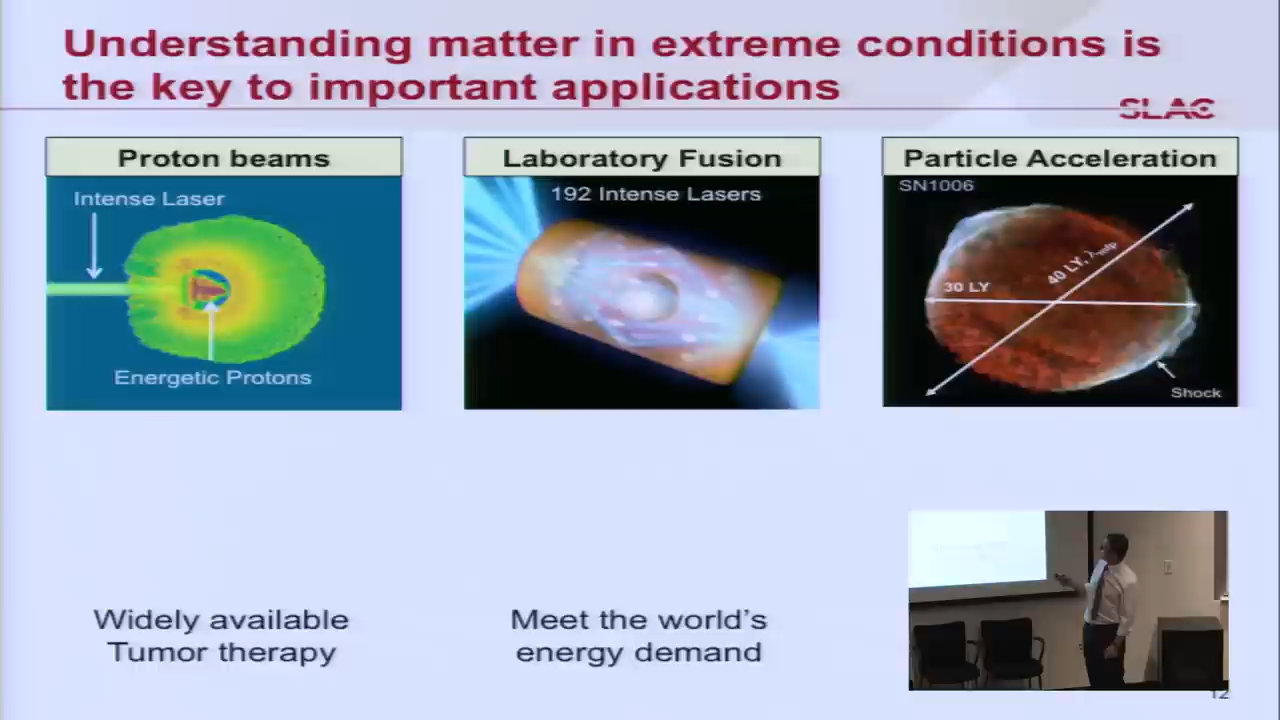 Understanding matter in extreme conditions is
the key to important applications
SLAC
Proton beams
Intense Laser
Energetic Protons
Laboratory Fusion
192 Intense Lasers
Particle Acceleration
SN1006
40 LY,
30 LY
Shock
Widely available
Tumor therapy
Meet the world's
energy demand
12